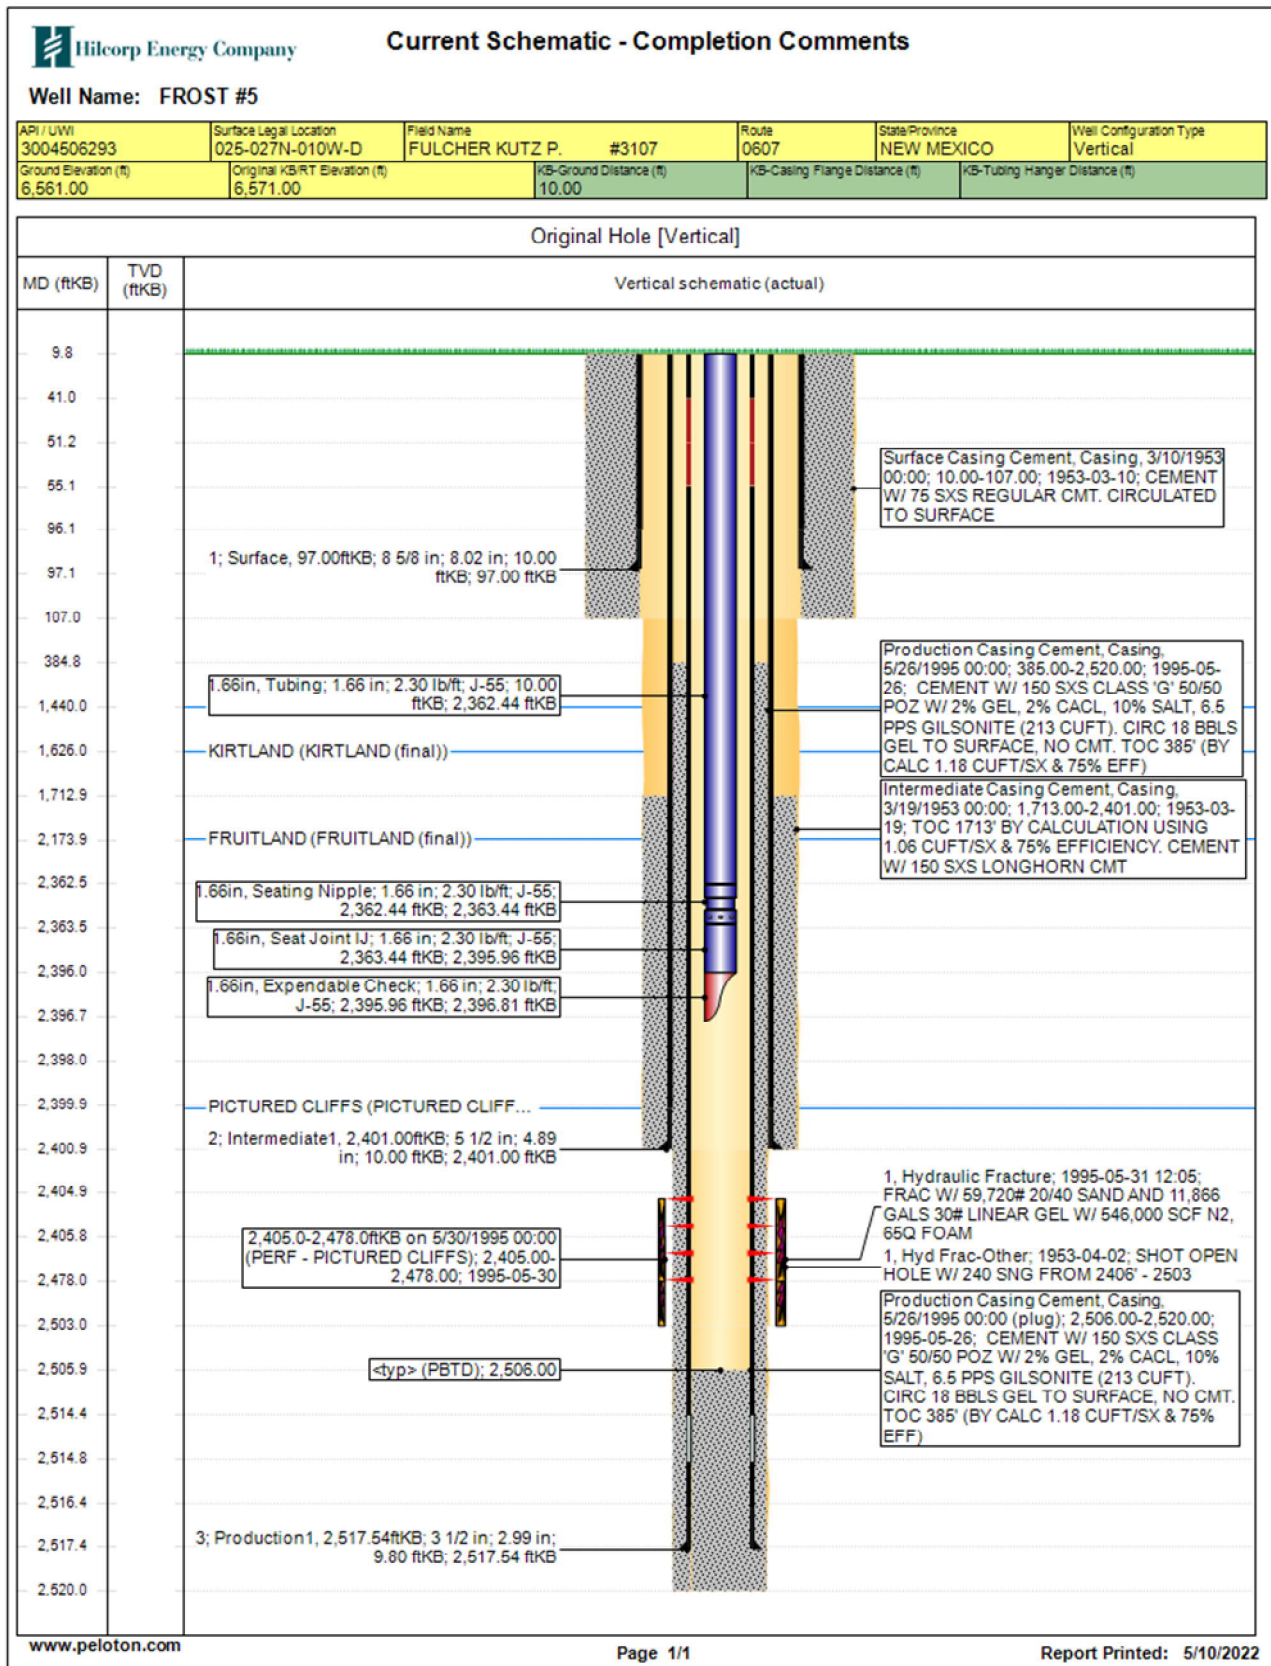 Hilcorp Energy Company
Current Schematic - Completion Comments
Well Name: FROST #5
API / UWI
3004506293
Surface Legal Location
025-027N-010W-D
Field Name
FULCHER KUTZ P. #3107
Route
0607
State/Province
NEW MEXICO
Well Configuration Type
Vertical
Ground Elevation (ft)
6,561.00
Original KB/RT Elevation (ft)
6,571.00
KB-Ground Distance (ft)
10.00
KB-Casing Flange Distance (ft)
KB-Tubing Hanger Distance (ft)
Original Hole [Vertical]
MD (ftKB)
TVD
(ftKB)
Vertical schematic (actual)
9.8
41.0
51.2
55.1
96.1
97.1
107.0
384.8
1,440.0
1,626.0
1,712.9
2,173.9
2,362.5
2,363.5
2,396.0
2,396.7
2,398.0
2,399.9
2,400.9
2,404.9
2,405.8
2,478.0
2,503.0
2,505.9
2,514.4
2,514.8
2,516.4
2,517.4
2,520.0
1; Surface, 97.00ftKB; 8 5/8 in; 8.02 in; 10.00
ftKB; 97.00 ftKB
1.66in, Tubing; 1.66 in; 2.30 lb/ft; J-55; 10.00
ftKB; 2,362.44 ftKB
KIRTLAND (KIRTLAND (final))
FRUITLAND (FRUITLAND (final))
1.66in, Seating Nipple; 1.66 in; 2.30 lb/ft; J-55;
2,362.44 ftKB; 2,363.44 ftKB
1.66in, Seat Joint IJ; 1.66 in; 2.30 lb/ft; J-55;
2,363.44 ftKB; 2,395.96 ftKB
1.66in, Expendable Check; 1.66 in; 2.30 lb/ft;
J-55; 2,395.96 ftKB; 2,396.81 ftKB
PICTURED CLIFFS (PICTURED CLIFF...
2; Intermediate1, 2,401.00ftKB; 5 1/2 in; 4.89
in; 10.00 ftKB; 2,401.00 ftKB
2,405.0-2,478.0ftKB on 5/30/1995 00:00
(PERF - PICTURED CLIFFS); 2,405.00-
2,478.00; 1995-05-30
<typ> (PBTD); 2,506.00
3; Production1, 2,517.54ftKB; 3 1/2 in; 2.99 in;
9.80 ftKB; 2,517.54 ftKB
Surface Casing Cement, Casing, 3/10/1953
00:00; 10.00-107.00; 1953-03-10; CEMENT
W/ 75 SXS REGULAR CMT. CIRCULATED
TO SURFACE
Production Casing Cement, Casing,
5/26/1995 00:00; 385.00-2,520.00; 1995-05-
26; CEMENT W/ 150 SXS CLASS 'G' 50/50
POZ W/ 2% GEL, 2% CACL, 10% SALT, 6.5
PPS GILSONITE (213 CUFT). CIRC 18 BBLS
GEL TO SURFACE, NO CMT. TOC 385' (BY
CALC 1.18 CUFT/SX & 75% EFF)
Intermediate Casing Cement, Casing,
3/19/1953 00:00; 1,713.00-2,401.00; 1953-03-
19; TOC 1713' BY CALCULATION USING
1.06 CUFT/SX & 75% EFFICIENCY. CEMENT
W/ 150 SXS LONGHORN CMT
1, Hydraulic Fracture; 1995-05-31 12:05;
FRAC W/ 59,720# 20/40 SAND AND 11,866
GALS 30# LINEAR GEL W/ 546,000 SCF N2,
65Q FOAM
1, Hyd Frac-Other; 1953-04-02; SHOT OPEN
HOLE W/ 240 SNG FROM 2406' - 2503
Production Casing Cement, Casing,
5/26/1995 00:00 (plug); 2,506.00-2,520.00;
1995-05-26; CEMENT W/ 150 SXS CLASS
'G' 50/50 POZ W/ 2% GEL, 2% CACL, 10%
SALT, 6.5 PPS GILSONITE (213 CUFT).
CIRC 18 BBLS GEL TO SURFACE, NO CMT.
TOC 385' (BY CALC 1.18 CUFT/SX & 75%
EFF)
www.peloton.com
Page 1/1
Report Printed: 5/10/2022